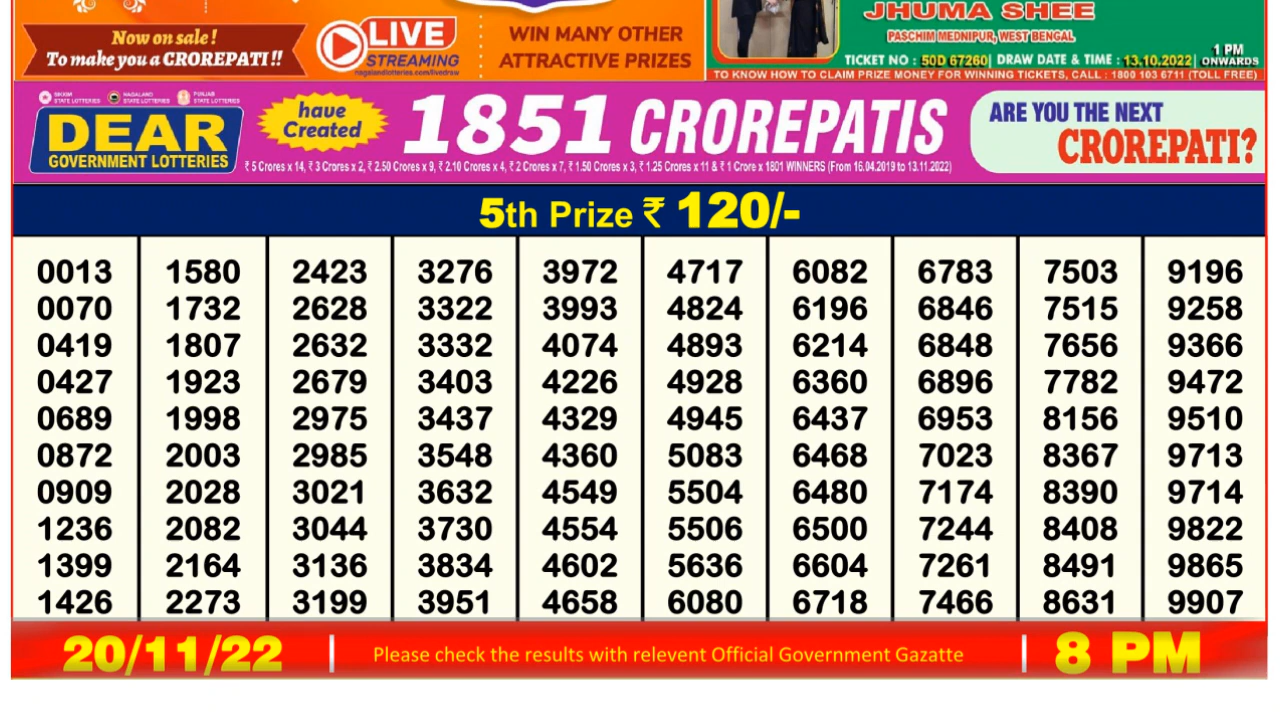 Now on sale !
To make you a CROREPATI !!
LIVE
STREAMING
nagalandlotteries.com/livedraw
WIN MANY OTHER
ATTRACTIVE PRIZES
JHUMA SHEE
PASCHIM MEDNIPUR, WEST BENGAL
TICKET NO : 50D 67260| DRAW DATE & TIME : 13.10.2022| 1 PM ONWARDS
TO KNOW HOW TO CLAIM PRIZE MONEY FOR WINNING TICKETS, CALL : 1800 103 6711 (TOLL FREE)
SIKKIM STATE LOTTERIES NAGALAND STATE LOTTERIES PUNJAB STATE LOTTERIES
DEAR
GOVERNMENT LOTTERIES
have
Created
1851 CROREPATIS
₹ 5 Crores x 14, ₹ 3 Crores x 2, ₹ 2.50 Crores x 9, ₹ 2.10 Crores x 4, ₹ 2 Crores x 7, ₹ 1.50 Crores x 3, ₹ 1.25 Crores x 11 & ₹ 1 Crore x 1801 WINNERS (From 16.04.2019 to 13.11.2022)
ARE YOU THE NEXT
CROREPATI?
5th Prize ₹ 120/-
0013 1580 2423 3276 3972 4717 6082 6783 7503 9196
0070 1732 2628 3322 3993 4824 6196 6846 7515 9258
0419 1807 2632 3332 4074 4893 6214 6848 7656 9366
0427 1923 2679 3403 4226 4928 6360 6896 7782 9472
0689 1998 2975 3437 4329 4945 6437 6953 8156 9510
0872 2003 2985 3548 4360 5083 6468 7023 8367 9713
0909 2028 3021 3632 4549 5504 6480 7174 8390 9714
1236 2082 3044 3730 4554 5506 6500 7244 8408 9822
1399 2164 3136 3834 4602 5636 6604 7261 8491 9865
1426 2273 3199 3951 4658 6080 6718 7466 8631 9907
20/11/22 | Please check the results with relevent Official Government Gazatte | 8 PM